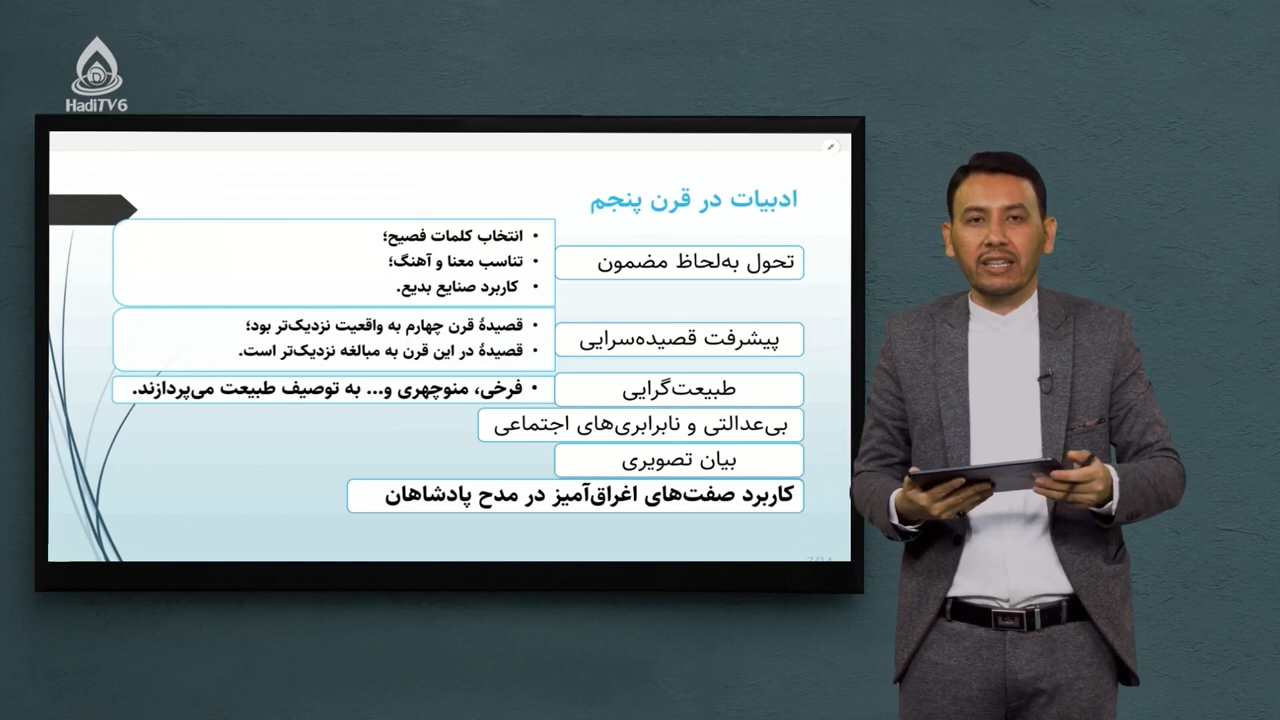 HadiTV6
ادبیات در قرن پنجم
تحول به‌لحاظ مضمون
• انتخاب کلمات فصیح؛
• تناسب معنا و آهنگ؛
• کاربرد صنایع بدیع.
پیشرفت قصیده‌سرایی
• قصیدهٔ قرن چهارم به واقعیت نزدیک‌تر بود؛
• قصیدهٔ در این قرن به مبالغه نزدیک‌تر است.
طبیعت‌گرایی
• فرخی، منوچهری و... به توصیف طبیعت می‌پردازند.
بی‌عدالتی و نابرابری‌های اجتماعی
بیان تصویری
کاربرد صفت‌های اغراق‌آمیز در مدح پادشاهان